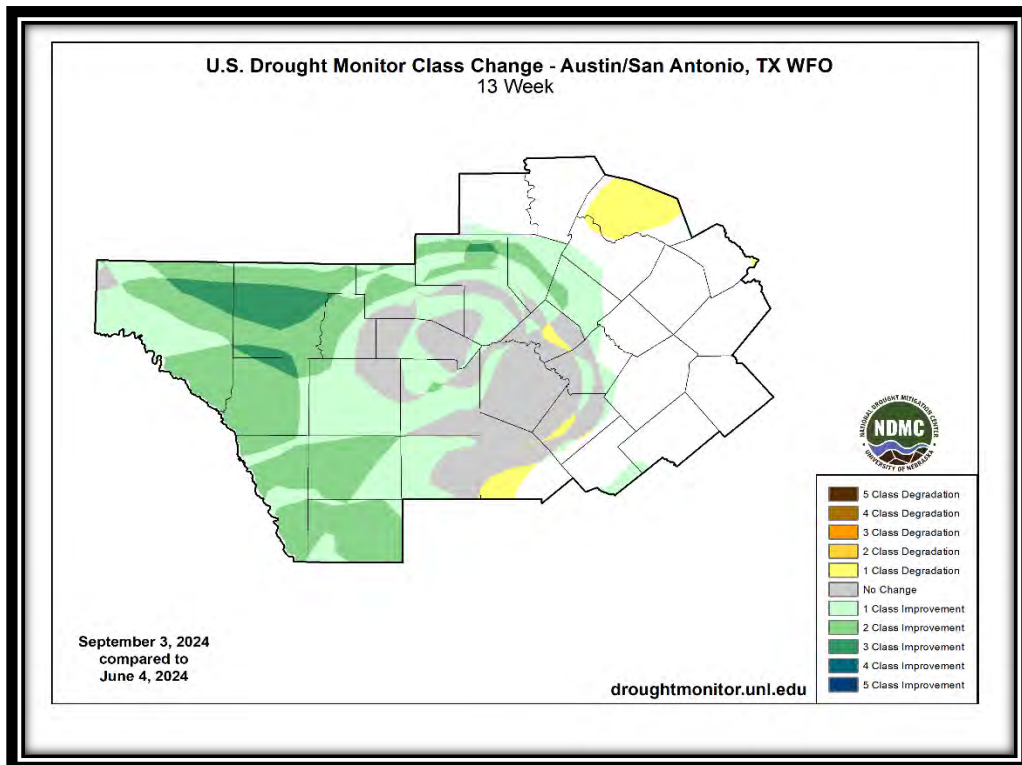 U.S. Drought Monitor Class Change - Austin/San Antonio, TX WFO
13 Week
NATIONAL DROUGHT MITIGATION CENTER
NDMC
UNIVERSITY OF NEBRASKA
5 Class Degradation
4 Class Degradation
3 Class Degradation
2 Class Degradation
1 Class Degradation
No Change
1 Class Improvement
2 Class Improvement
3 Class Improvement
4 Class Improvement
5 Class Improvement
September 3, 2024
compared to
June 4, 2024
droughtmonitor.unl.edu